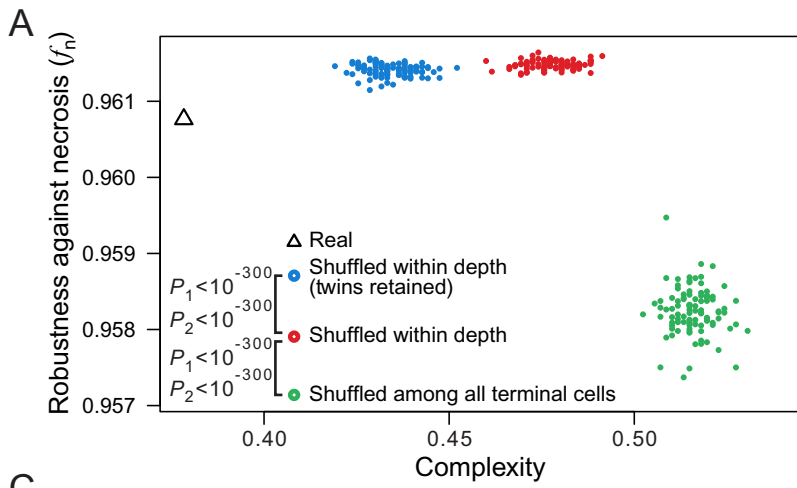 A
Robustness against necrosis (fn)
0.961
0.960
0.959
0.958
0.957
Real
Shuffled within depth
(twins retained)
P1<10-300
P2<10-300
Shuffled within depth
P1<10-300
P2<10-300
Shuffled among all terminal cells
0.40 0.45 0.50
Complexity